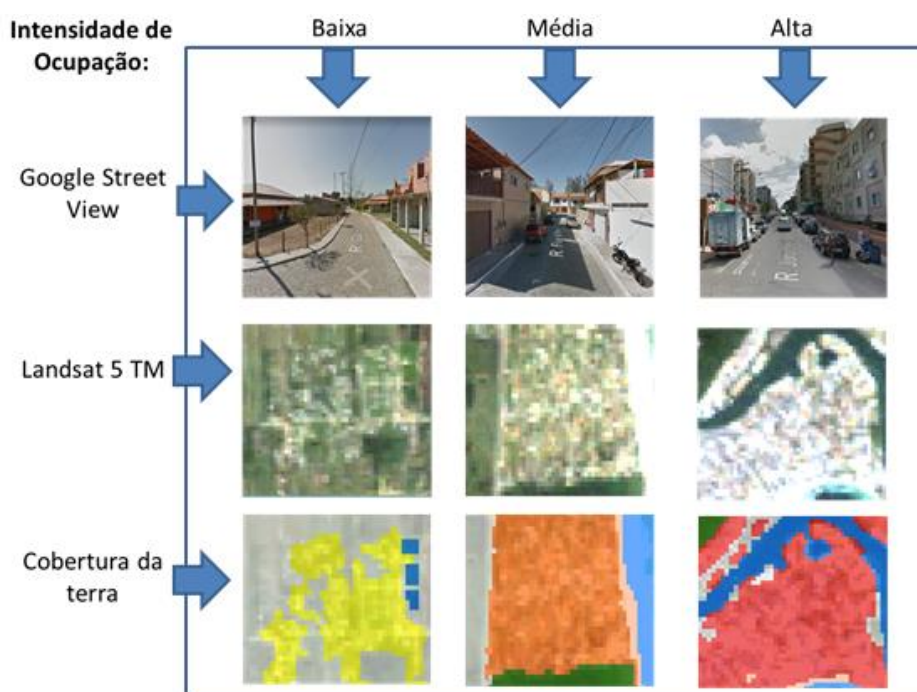 Intensidade de
Ocupação:
Baixa
Média
Alta
Google Street
View
Landsat 5 TM
Cobertura da
terra